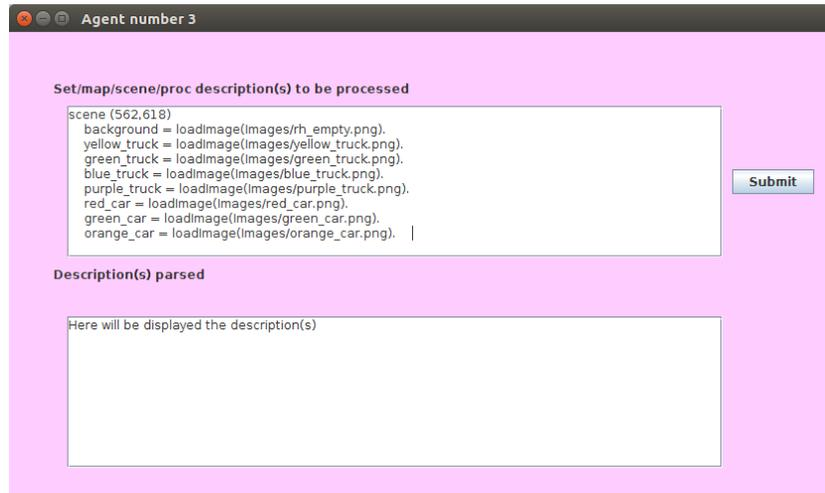 Agent number 3
Set/map/scene/proc description(s) to be processed
scene (562,618)
background = loadImage(Images/rh_empty.png).
yellow_truck = loadImage(Images/yellow_truck.png).
green_truck = loadImage(Images/green_truck.png).
blue_truck = loadImage(Images/blue_truck.png).
purple_truck = loadImage(Images/purple_truck.png).
red_car = loadImage(Images/red_car.png).
green_car = loadImage(Images/green_car.png).
orange_car = loadImage(Images/orange_car.png).
Submit
Description(s) parsed
Here will be displayed the description(s)